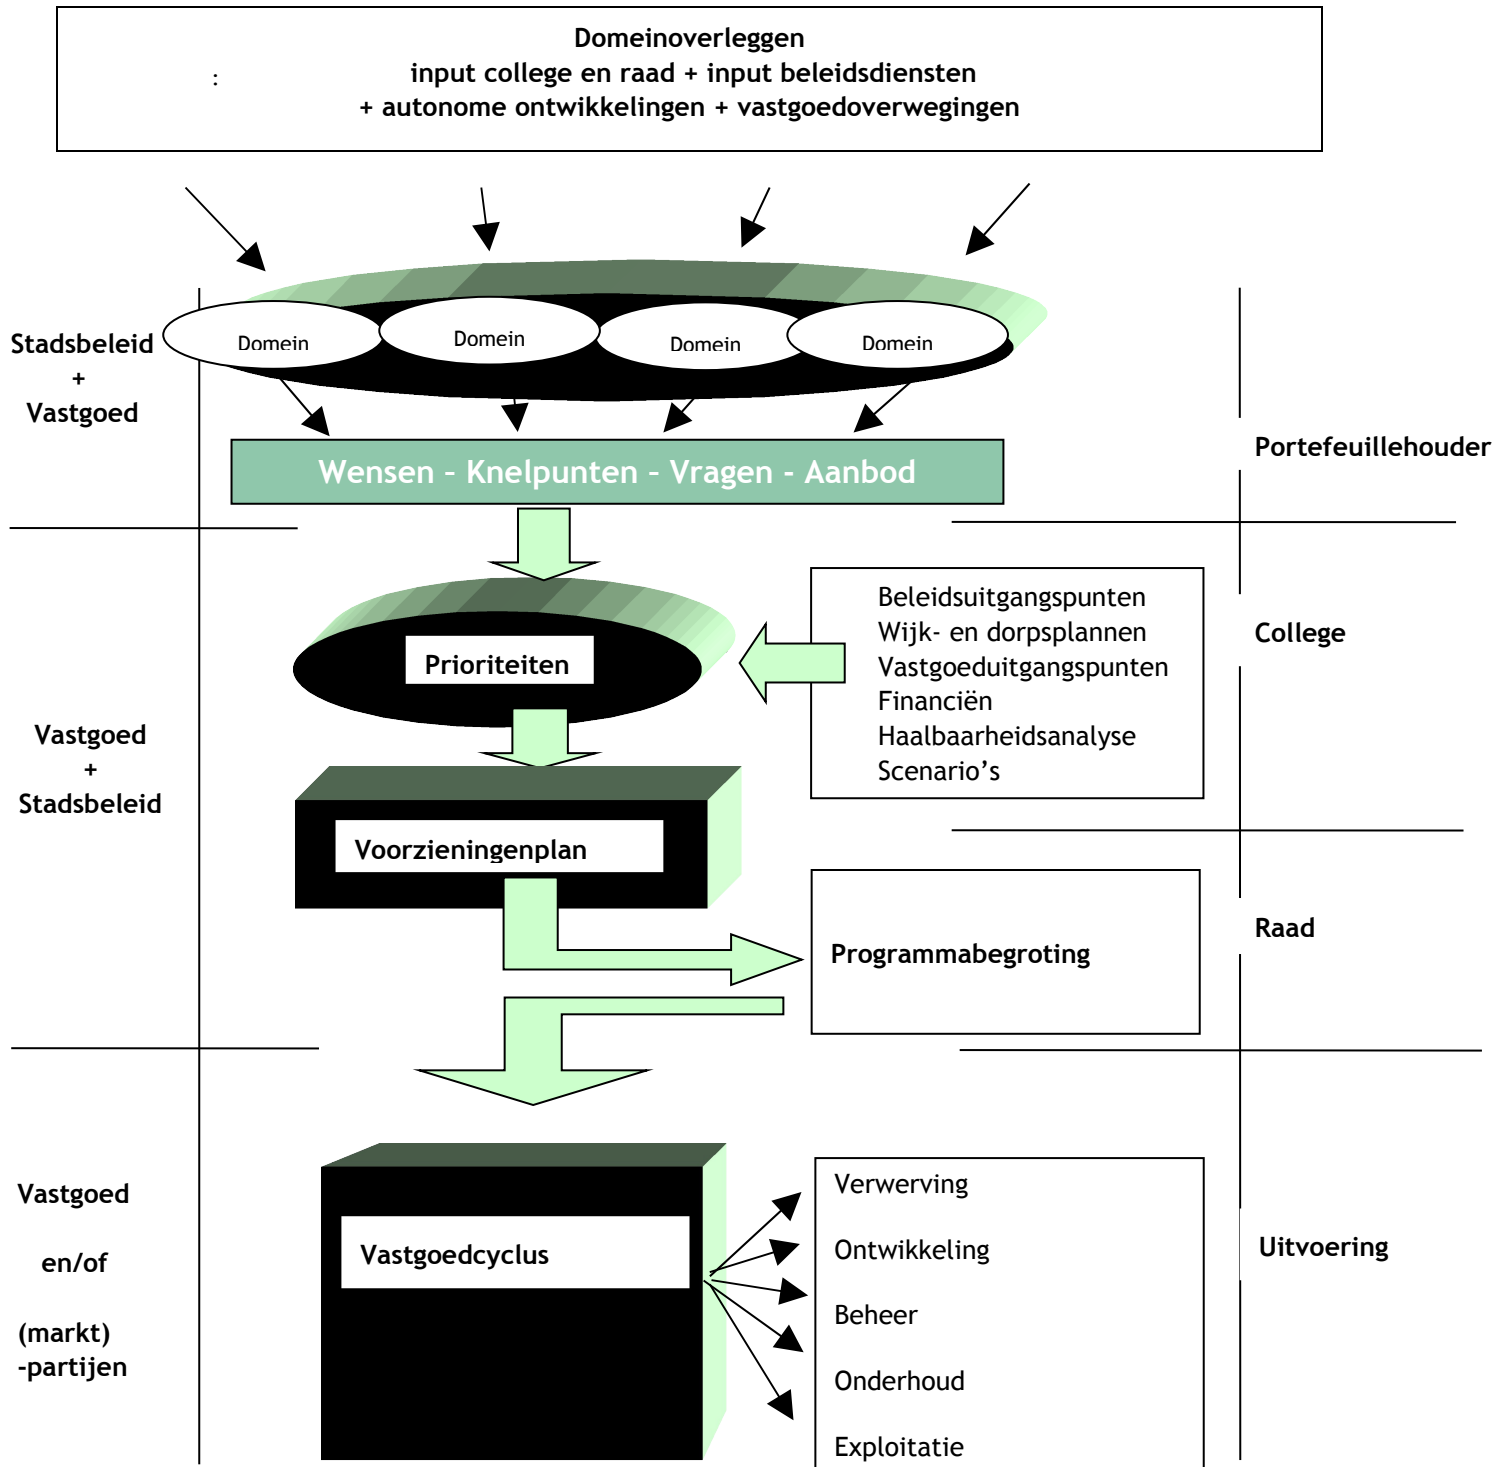 Domeinoverleggen
: input college en raad + input beleidsdiensten
+ autonome ontwikkelingen + vastgoedoverwegingen
Domein
Domein
Domein
Domein
Stadsbeleid
+
Vastgoed
Wensen – Knelpunten – Vragen - Aanbod
Portefeuillehouder
Beleidsuitgangspunten
Wijk- en dorpsplannen
Vastgoeduitgangspunten
Financiën
Haalbaarheidsanalyse
Scenario’s
College
Prioriteiten
Vastgoed
+
Stadsbeleid
Voorzieningenplan
Programmabegroting
Raad
Vastgoed
en/of
(markt)
-partijen
Vastgoedcyclus
Verwerving
Ontwikkeling
Beheer
Onderhoud
Exploitatie
Uitvoering